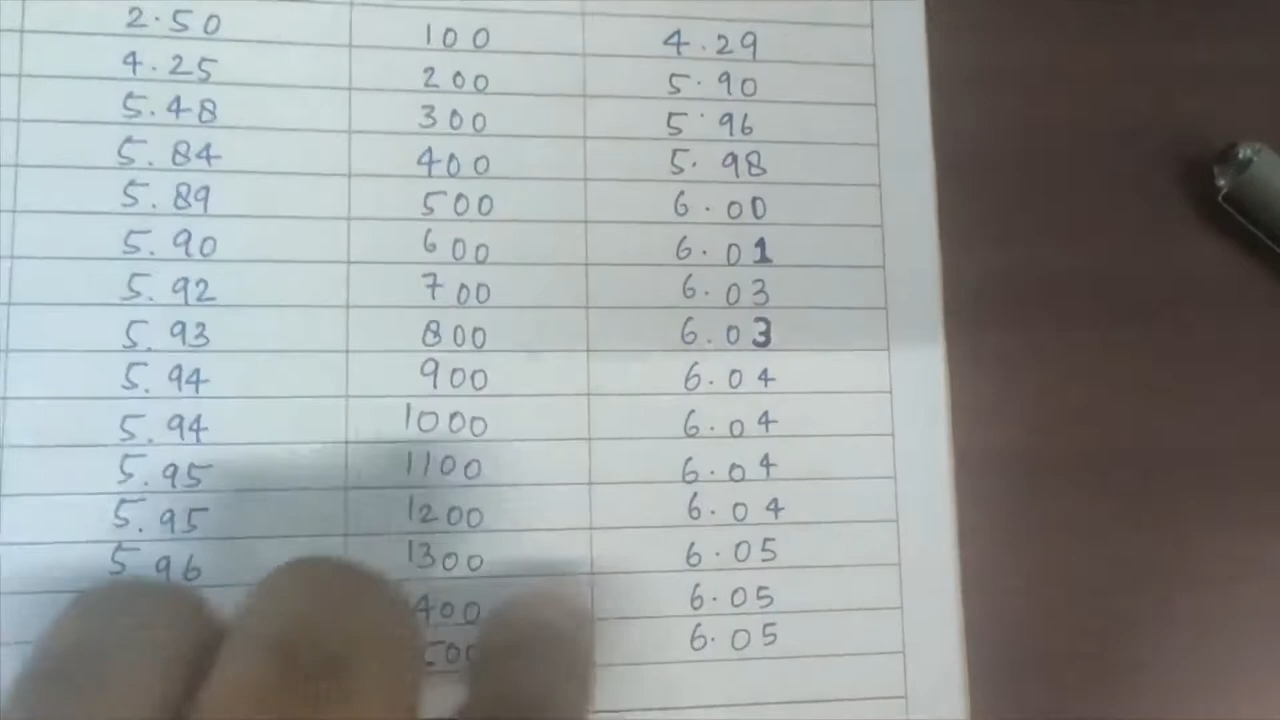 2.50 100 4.29
4.25 200 5.90
5.48 300 5.96
5.84 400 5.98
5.89 500 6.00
5.90 600 6.01
5.92 700 6.03
5.93 800 6.03
5.94 900 6.04
5.94 1000 6.04
5.95 1100 6.04
5.95 1200 6.04
5.96 1300 6.05
400 6.05
500 6.05